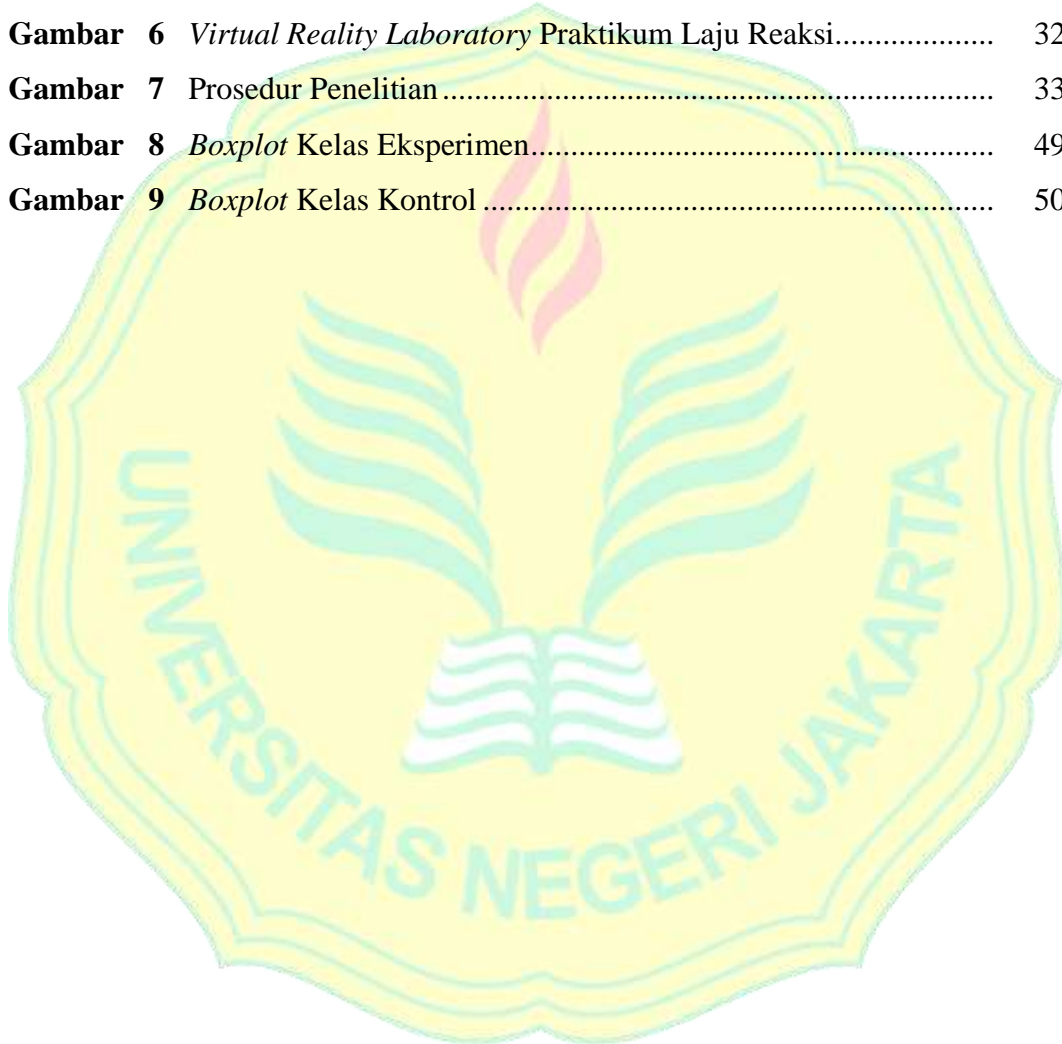 Gambar 6 Virtual Reality Laboratory Praktikum Laju Reaksi.................... 32
Gambar 7 Prosedur Penelitian...................................................................... 33
Gambar 8 Boxplot Kelas Eksperimen.......................................................... 49
Gambar 9 Boxplot Kelas Kontrol ................................................................ 50
UNIVERSITAS NEGERI JAKARTA